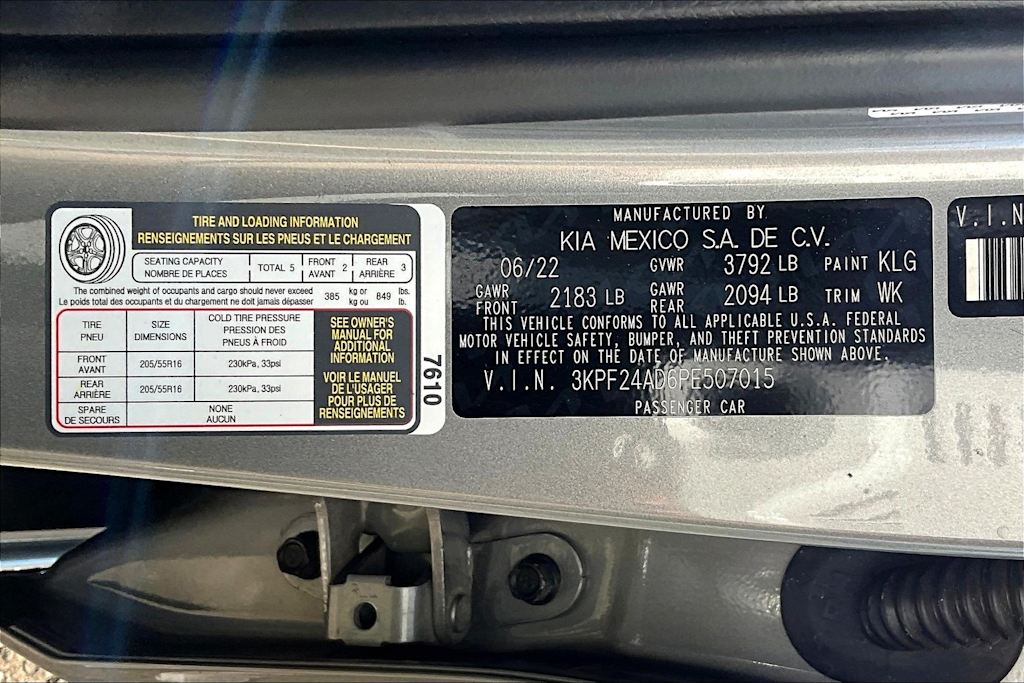 TIRE AND LOADING INFORMATION
RENSEIGNEMENTS SUR LES PNEUS ET LE CHARGEMENT
SEATING CAPACITY
NOMBRE DE PLACES
TOTAL 5
FRONT
AVANT 2
REAR
ARRIÈRE 3
The combined weight of occupants and cargo should never exceed
Le poids total des occupants et du chargement ne doit jamais dépasser
385 kg or kg ou 849 lbs. lb.
TIRE
PNEU
SIZE
DIMENSIONS
COLD TIRE PRESSURE
PRESSION DES
PNEUS À FROID
FRONT
AVANT
205/55R16
230kPa, 33psi
REAR
ARRIÈRE
205/55R16
230kPa, 33psi
SPARE
DE SECOURS
NONE
AUCUN
SEE OWNER'S
MANUAL FOR
ADDITIONAL
INFORMATION
VOIR LE MANUEL
DE L'USAGER
POUR PLUS DE
RENSEIGNEMENTS
7610
MANUFACTURED BY
KIA MEXICO S.A. DE C.V.
06/22 GVWR 3792 LB PAINT KLG
GAWR FRONT 2183 LB GAWR REAR 2094 LB TRIM WK
THIS VEHICLE CONFORMS TO ALL APPLICABLE U.S.A. FEDERAL
MOTOR VEHICLE SAFETY, BUMPER, AND THEFT PREVENTION STANDARDS
IN EFFECT ON THE DATE OF MANUFACTURE SHOWN ABOVE.
V.I.N. 3KPF24AD6PE507015
PASSENGER CAR
V.I.N